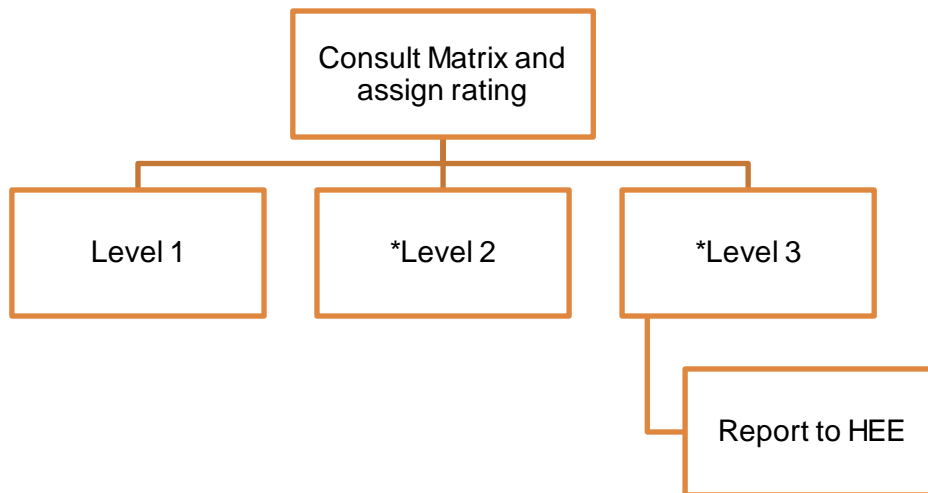 Consult Matrix and
assign rating
Level 1
*Level 2
*Level 3
Report to HEE